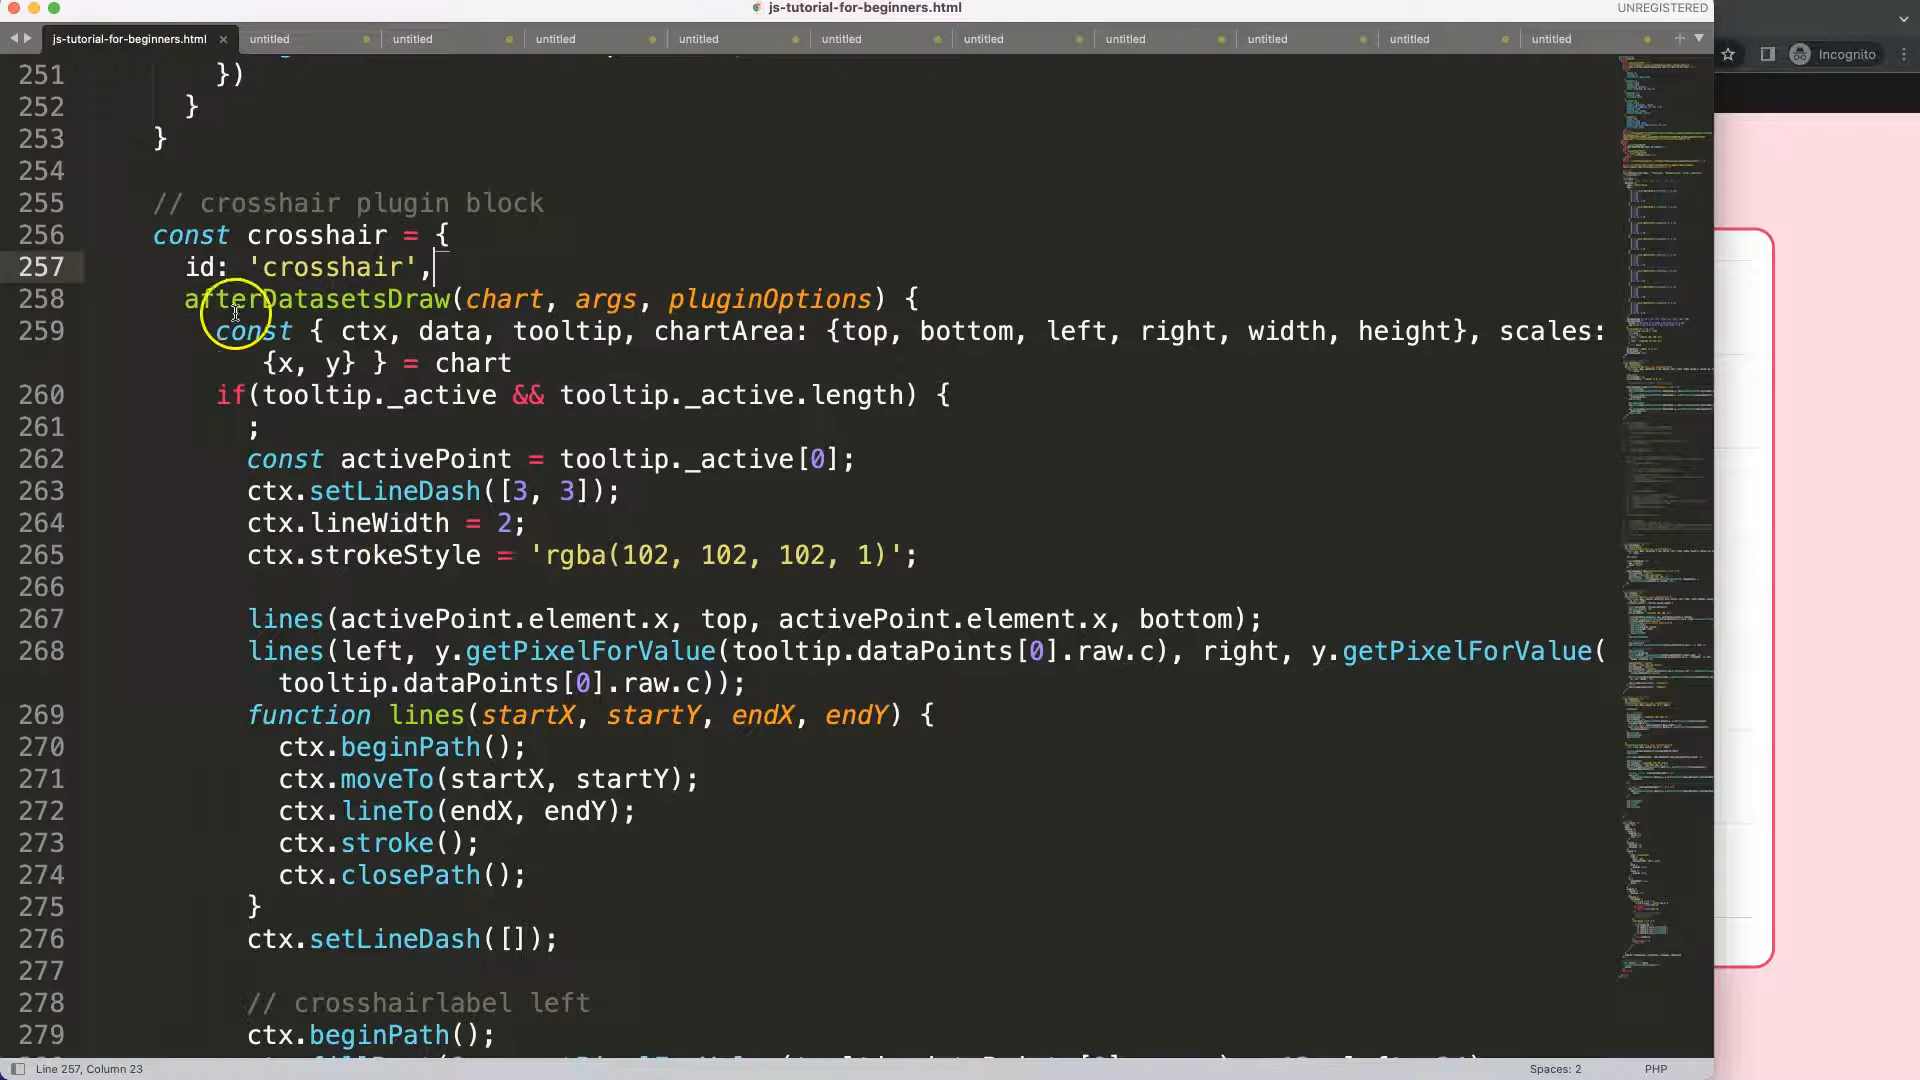 js-tutorial-for-beginners.html
UNREGISTERED
js-tutorial-for-beginners.html × untitled untitled untitled untitled untitled untitled untitled untitled untitled untitled
Incognito
251 })
252 }
253 }
254
255 // crosshair plugin block
256 const crosshair = {
257 id: 'crosshair',
258 afterDatasetsDraw(chart, args, pluginOptions) {
259 const { ctx, data, tooltip, chartArea: {top, bottom, left, right, width, height}, scales:
{x, y} } = chart
260 if(tooltip._active && tooltip._active.length) {
261 ;
262 const activePoint = tooltip._active[0];
263 ctx.setLineDash([3, 3]);
264 ctx.lineWidth = 2;
265 ctx.strokeStyle = 'rgba(102, 102, 102, 1)';
266
267 lines(activePoint.element.x, top, activePoint.element.x, bottom);
268 lines(left, y.getPixelForValue(tooltip.dataPoints[0].raw.c), right, y.getPixelForValue(
tooltip.dataPoints[0].raw.c));
269 function lines(startX, startY, endX, endY) {
270 ctx.beginPath();
271 ctx.moveTo(startX, startY);
272 ctx.lineTo(endX, endY);
273 ctx.stroke();
274 ctx.closePath();
275 }
276 ctx.setLineDash([]);
277
278 // crosshairlabel left
279 ctx.beginPath();
Line 257, Column 23
Spaces: 2
PHP